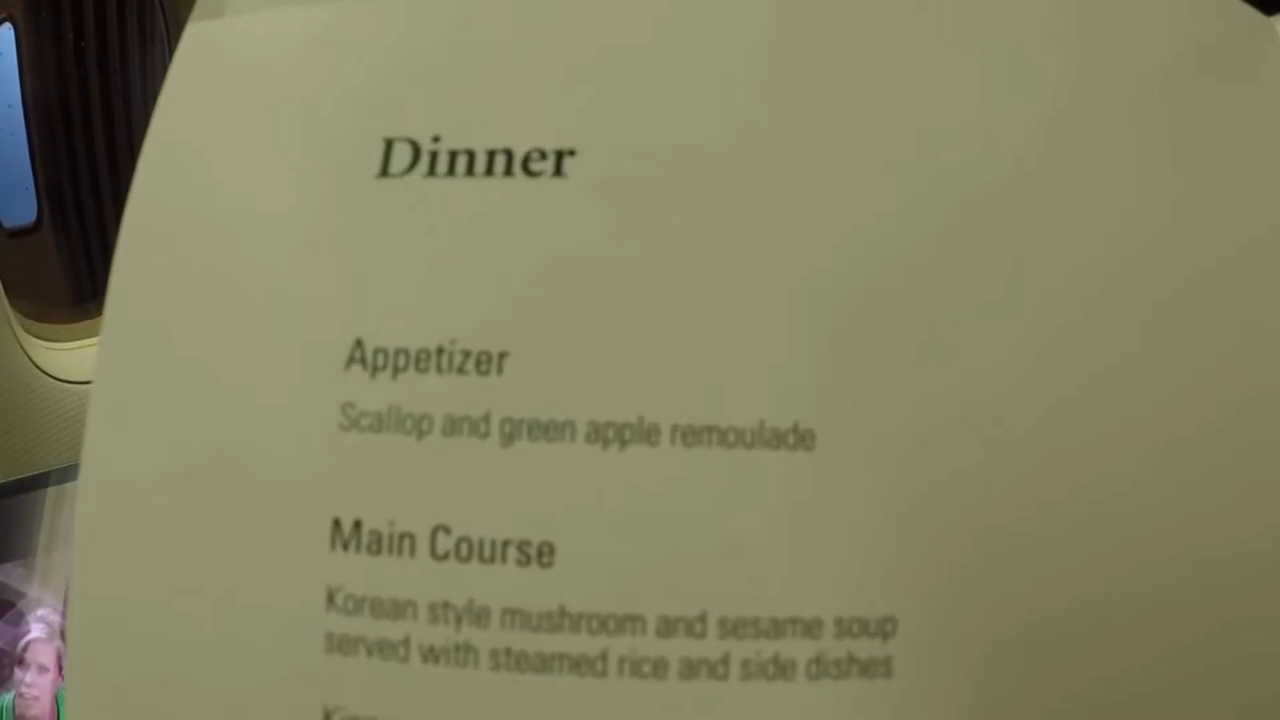 Dinner
Appetizer
Scallop and green apple remoulade
Main Course
Korean style mushroom and sesame soup
served with steamed rice and side dishes